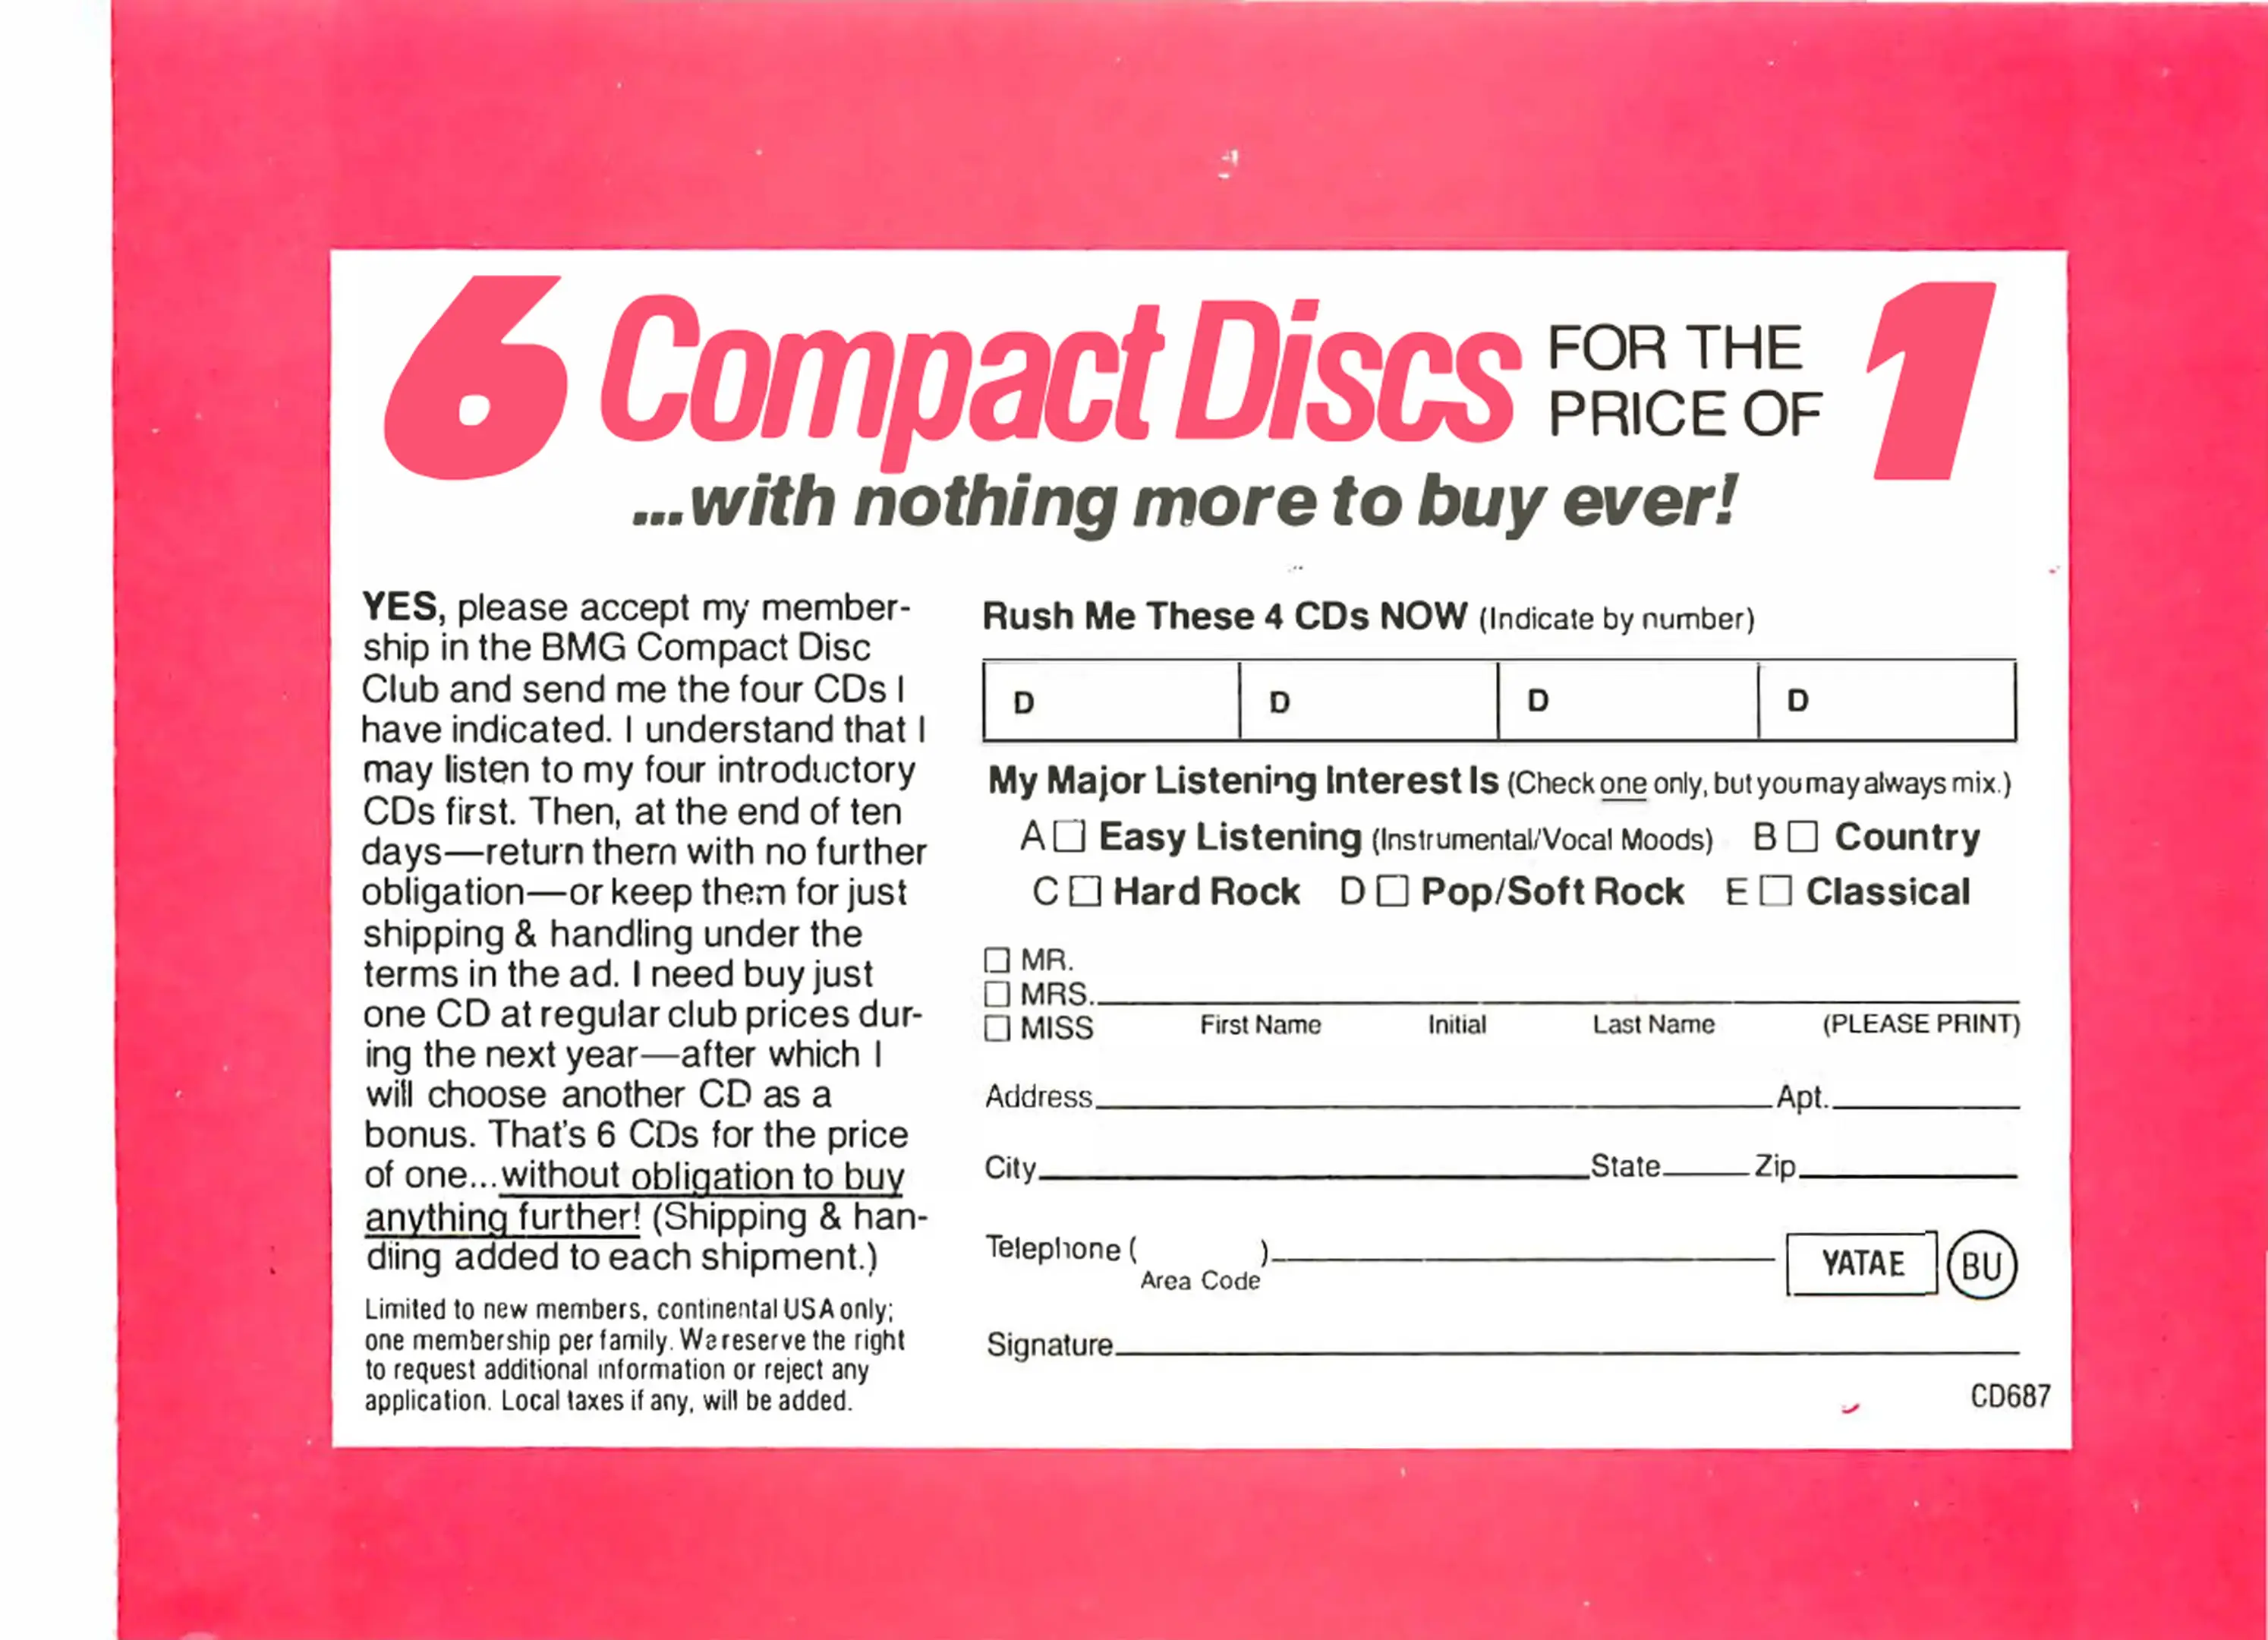 6 Compact Discs FOR THE PRICE OF 1
...with nothing more to buy ever!
YES, please accept my member-
ship in the BMG Compact Disc
Club and send me the four CDs I
have indicated. I understand that I
may listen to my four introductory
CDs first. Then, at the end of ten
days—return them with no further
obligation—or keep them for just
shipping & handling under the
terms in the ad. I need buy just
one CD at regular club prices dur-
ing the next year—after which I
will choose another CD as a
bonus. That's 6 CDs for the price
of one...without obligation to buy
anything further! (Shipping & han-
dling added to each shipment.)
Limited to new members, continental USA only;
one membership per family. We reserve the right
to request additional information or reject any
application. Local taxes if any, will be added.
Rush Me These 4 CDs NOW (Indicate by number)
D D D D
My Major Listening Interest Is (Check one only, but you may always mix.)
A Easy Listening (Instrumental/Vocal Moods) B Country
C Hard Rock D Pop/Soft Rock E Classical
MR.
MRS.
MISS First Name Initial Last Name (PLEASE PRINT)
Address Apt.
City State Zip
Telephone ( )
Area Code
YATAE BU
Signature
CD687